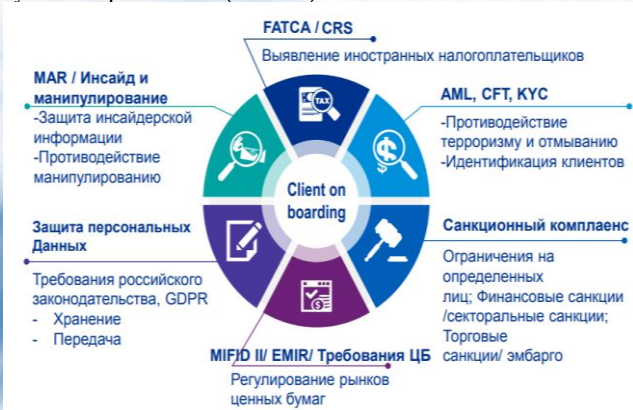 FATCA / CRS
Выявление иностранных налогоплательщиков
MAR / Инсайд и
манипулирование
-Защита инсайдерской
информации
-Противодействие
манипулированию
TAX
AML, CFT, KYC
-Противодействие
терроризму и отмыванию
-Идентификация клиентов
Client on
boarding
Защита персональных
Данных
Требования российского
законодательства, GDPR
- Хранение
- Передача
Санкционный комплаенс
Ограничения на
определенных
лиц; Финансовые санкции
/секторальные санкции;
Торговые
санкции/ эмбарго
MIFID II/ EMIR/ Требования ЦБ
Регулирование рынков
ценных бумаг